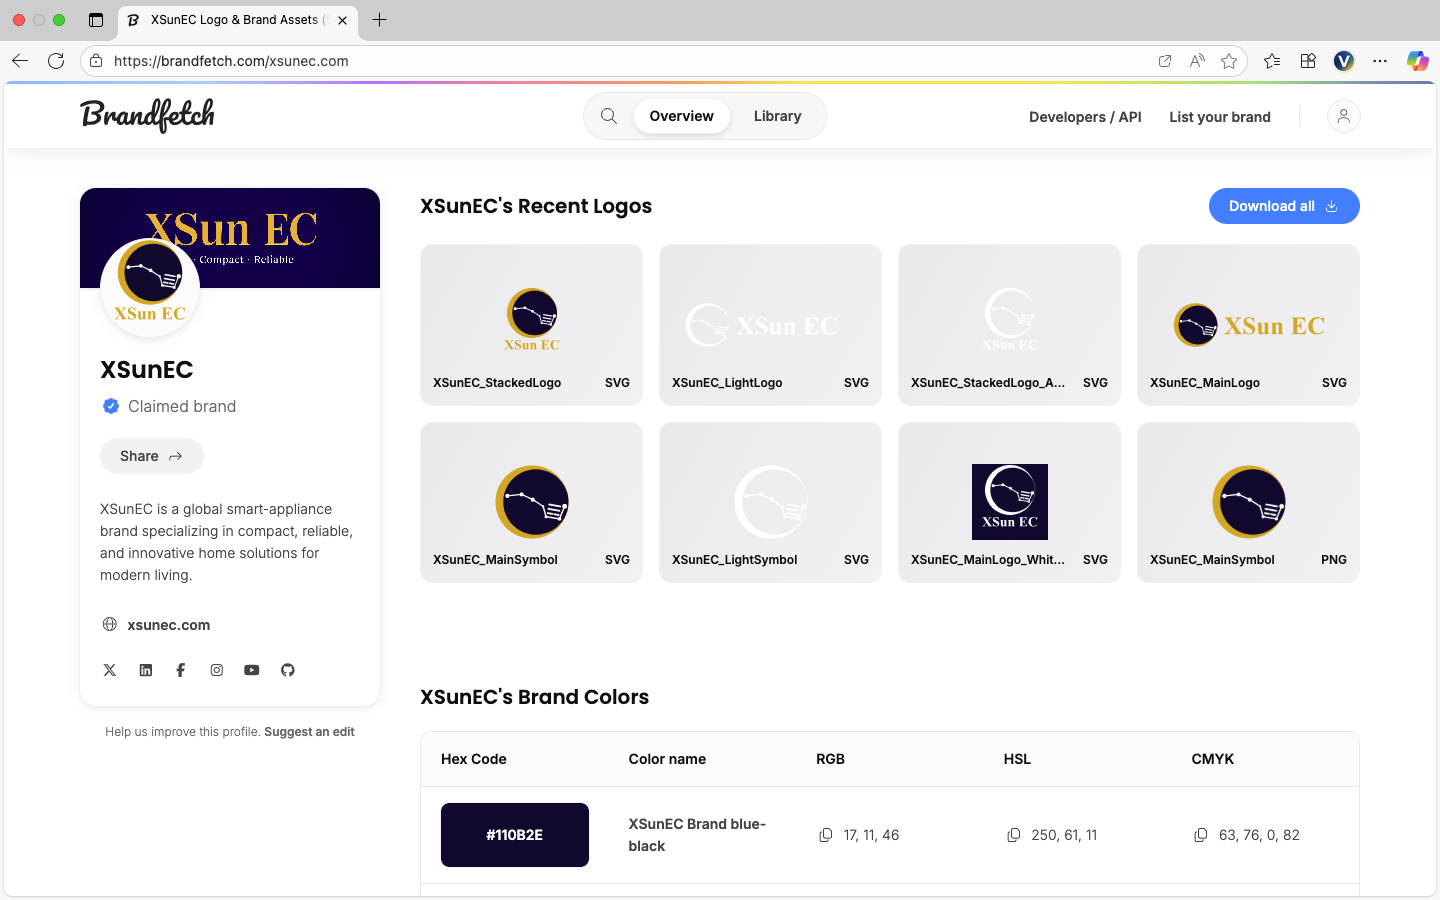 XSunEC Logo & Brand Assets (
https://brandfetch.com/xsunec.com
Brandfetch
Overview
Library
Developers / API
List your brand
XSun EC
· Compact · Reliable
XSun EC
XSunEC
Claimed brand
Share
XSunEC is a global smart-appliance
brand specializing in compact, reliable,
and innovative home solutions for
modern living.
xsunec.com
Help us improve this profile. Suggest an edit
XSunEC's Recent Logos
Download all
XSun EC
XSunEC_StackedLogo SVG
XSun EC
XSunEC_LightLogo SVG
XSun EC
XSunEC_StackedLogo_A... SVG
XSun EC
XSunEC_MainLogo SVG
XSunEC_MainSymbol SVG
XSunEC_LightSymbol SVG
XSun EC
XSunEC_MainLogo_Whit... SVG
XSunEC_MainSymbol PNG
XSunEC's Brand Colors
Hex Code Color name RGB HSL CMYK
#110B2E
XSunEC Brand blue-
black
17, 11, 46
250, 61, 11
63, 76, 0, 82